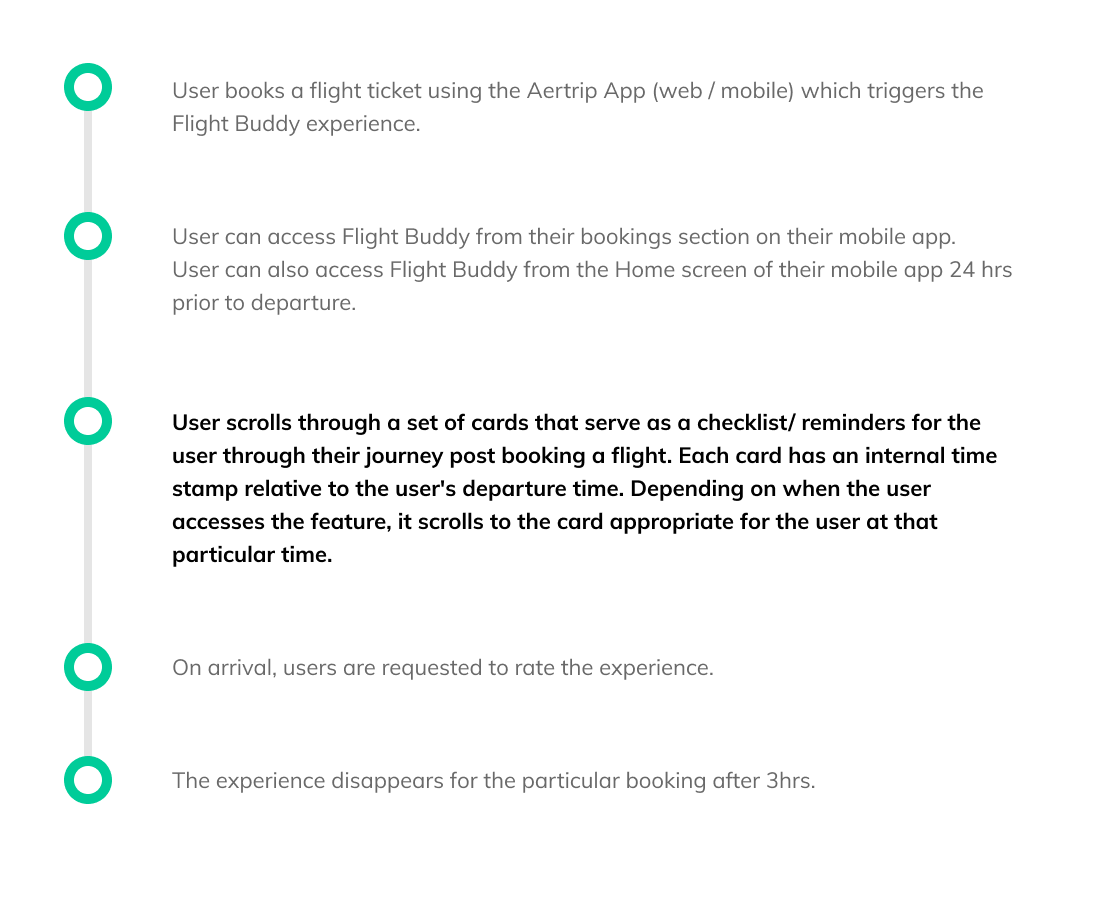 User books a flight ticket using the Aertrip App (web / mobile) which triggers the
Flight Buddy experience.
User can access Flight Buddy from their bookings section on their mobile app.
User can also access Flight Buddy from the Home screen of their mobile app 24 hrs
prior to departure.
User scrolls through a set of cards that serve as a checklist/ reminders for the
user through their journey post booking a flight. Each card has an internal time
stamp relative to the user's departure time. Depending on when the user
accesses the feature, it scrolls to the card appropriate for the user at that
particular time.
On arrival, users are requested to rate the experience.
The experience disappears for the particular booking after 3hrs.